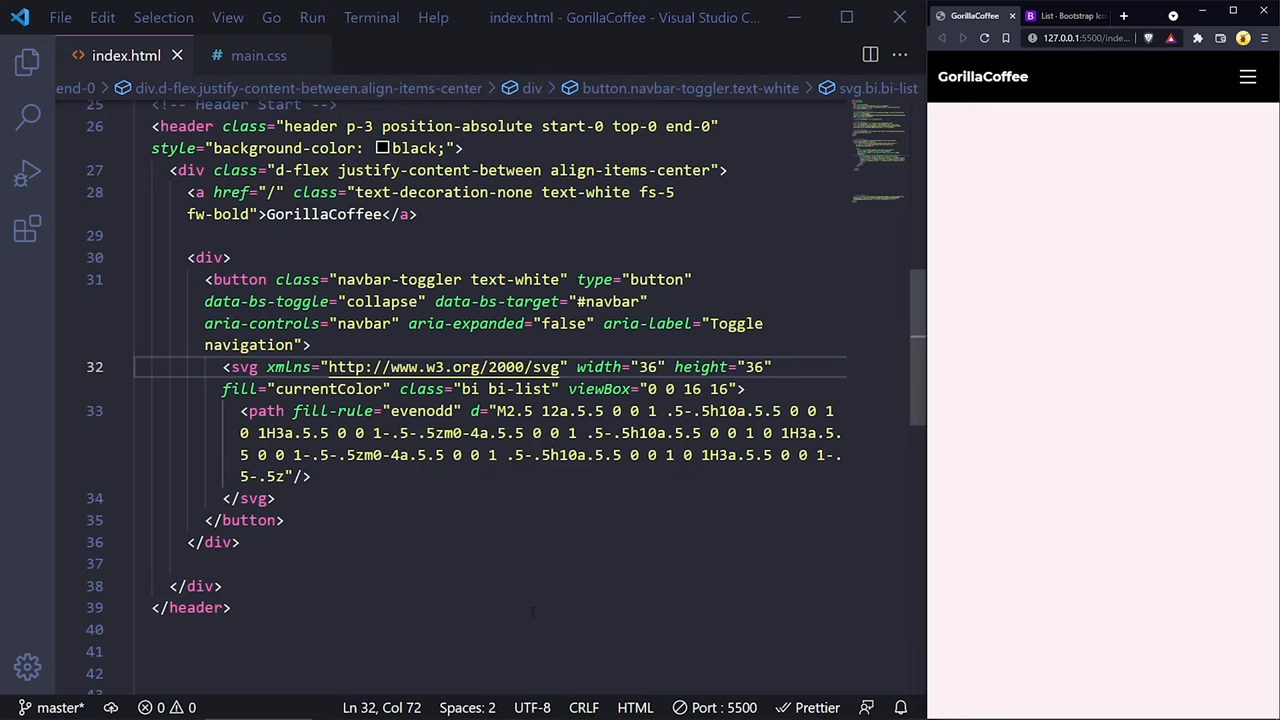 File Edit Selection View Go Run Terminal Help index.html - GorillaCoffee - Visual Studio C...
index.html main.css
end-0 div.d-flex.justify-content-between.align-items-center div button.navbar-toggler.text-white svg.bi.bi-list
25 <!-- Header Start -->
26 <header class="header p-3 position-absolute start-0 top-0 end-0"
style="background-color: black;">
27 <div class="d-flex justify-content-between align-items-center">
28 <a href="/" class="text-decoration-none text-white fs-5
fw-bold">GorillaCoffee</a>
29
30 <div>
31 <button class="navbar-toggler text-white" type="button"
data-bs-toggle="collapse" data-bs-target="#navbar"
aria-controls="navbar" aria-expanded="false" aria-label="Toggle
navigation">
32 <svg xmlns="http://www.w3.org/2000/svg" width="36" height="36"
fill="currentColor" class="bi bi-list" viewBox="0 0 16 16">
33 <path fill-rule="evenodd" d="M2.5 12a.5.5 0 0 1 .5-.5h10a.5.5 0 0 1
0 1H3a.5.5 0 0 1-.5-.5zm0-4a.5.5 0 0 1 .5-.5h10a.5.5 0 0 1 0 1H3a.5.
5 0 0 1-.5-.5zm0-4a.5.5 0 0 1 .5-.5h10a.5.5 0 0 1 0 1H3a.5.5 0 0 1-.
5-.5z"/>
34 </svg>
35 </button>
36 </div>
37
38 </div>
39 </header>
40
41
42
43
master* 0 0 Ln 32, Col 72 Spaces: 2 UTF-8 CRLF HTML Port : 5500 Prettier
GorillaCoffee List · Bootstrap Ico
127.0.0.1:5500/inde...
GorillaCoffee